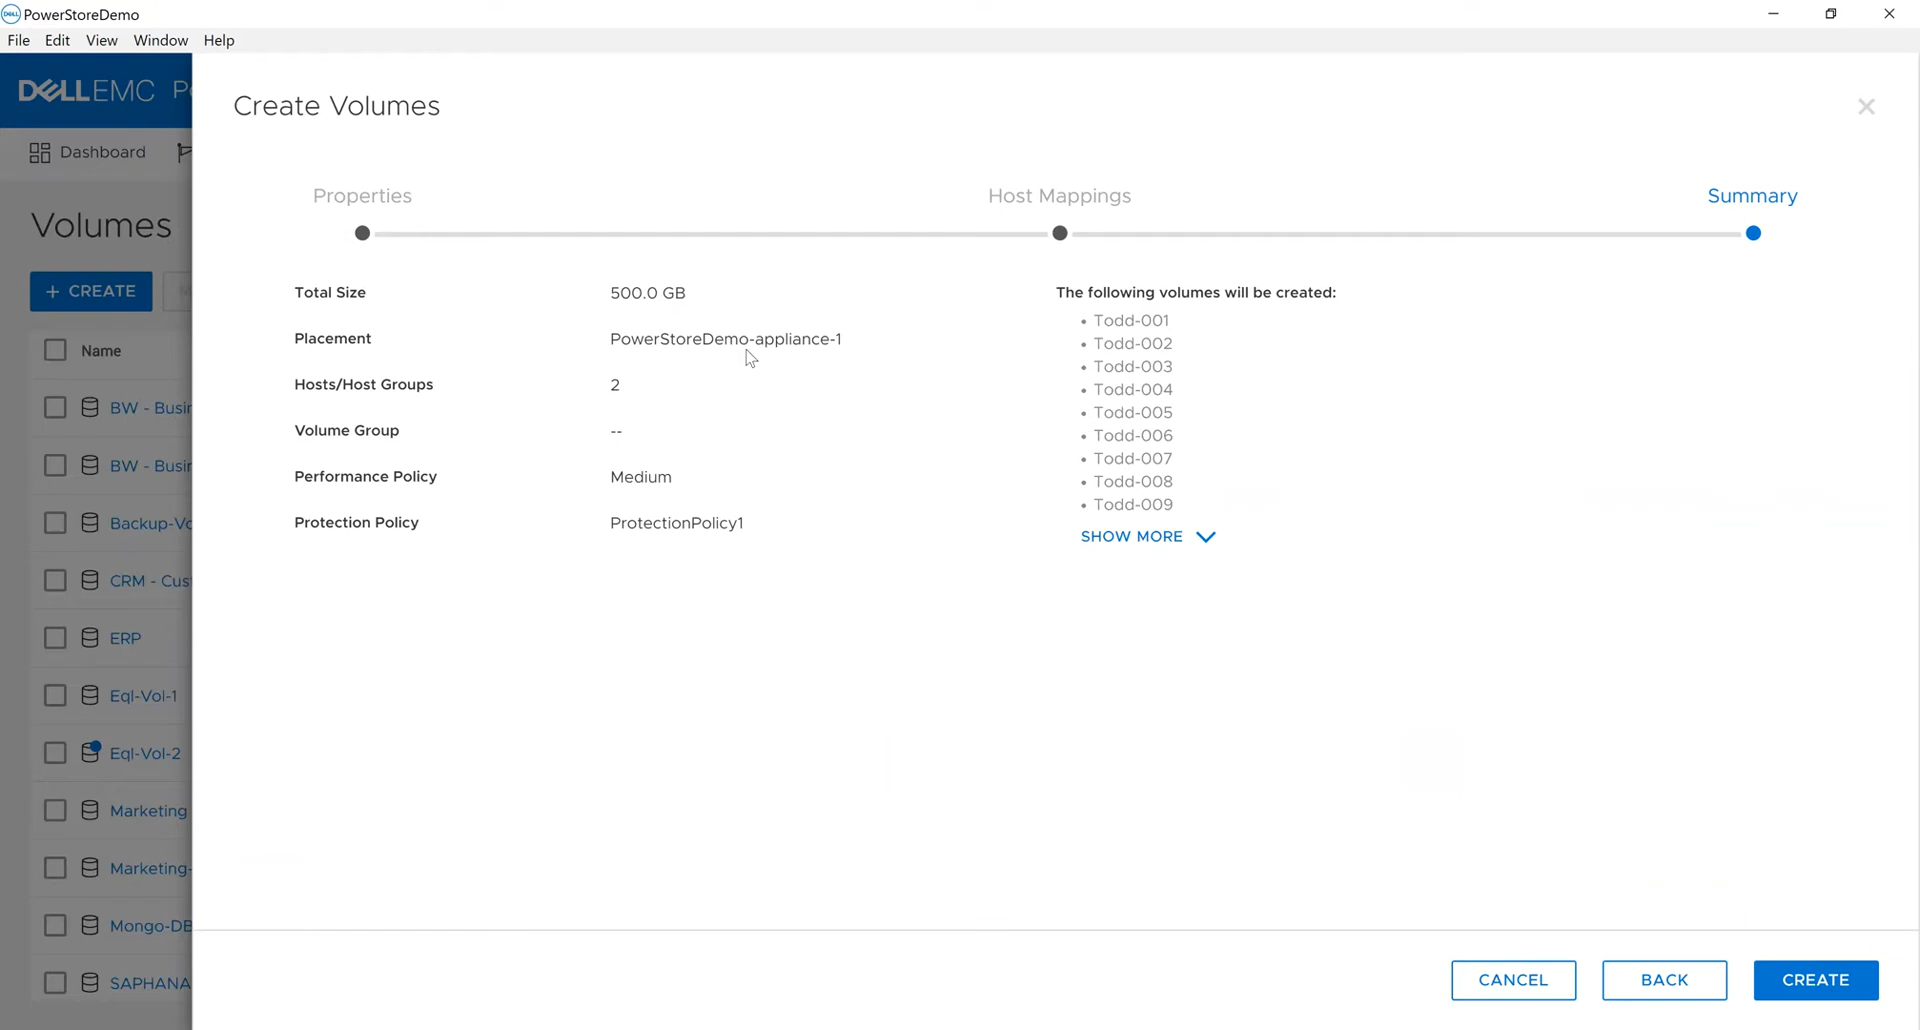 PowerStoreDemo
File Edit View Window Help
DELLEMC
Create Volumes
Dashboard
Properties
Host Mappings
Summary
Volumes
+ CREATE
Name
BW - Busin
BW - Busin
Backup-Vo
CRM - Cust
ERP
Eql-Vol-1
Eql-Vol-2
Marketing
Marketing-
Mongo-DB
SAPHANA
Total Size 500.0 GB
Placement PowerStoreDemo-appliance-1
Hosts/Host Groups 2
Volume Group --
Performance Policy Medium
Protection Policy ProtectionPolicy1
The following volumes will be created:
• Todd-001
• Todd-002
• Todd-003
• Todd-004
• Todd-005
• Todd-006
• Todd-007
• Todd-008
• Todd-009
SHOW MORE
CANCEL BACK CREATE